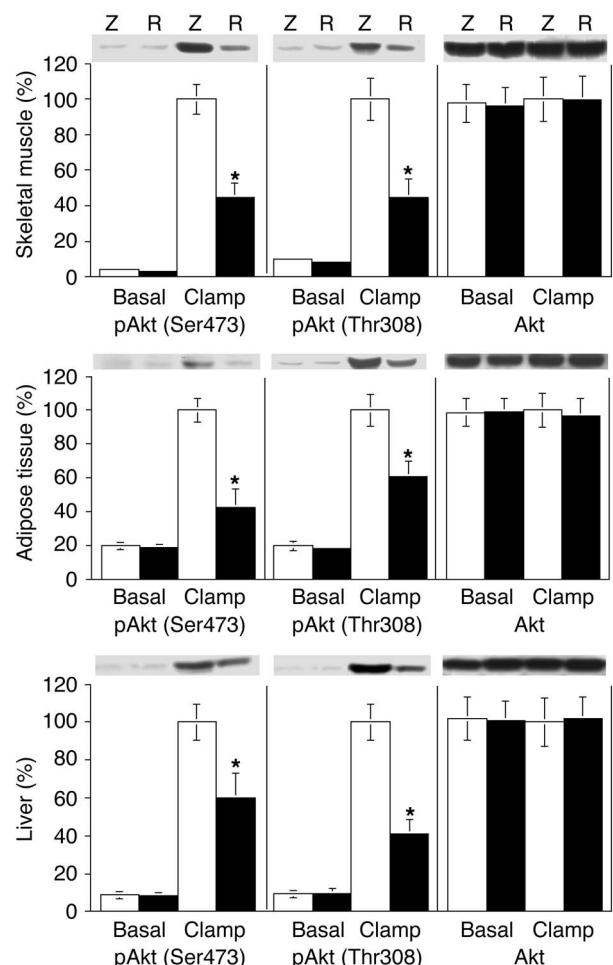 Z R Z R Z R Z R Z R Z R
Skeletal muscle (%)
120
100
80
60
40
20
0
* *
Basal Clamp Basal Clamp Basal Clamp
pAkt (Ser473) pAkt (Thr308) Akt
Adipose tissue (%)
120
100
80
60
40
20
0
* *
Basal Clamp Basal Clamp Basal Clamp
pAkt (Ser473) pAkt (Thr308) Akt
Liver (%)
120
100
80
60
40
20
0
* *
Basal Clamp Basal Clamp Basal Clamp
pAkt (Ser473) pAkt (Thr308) Akt